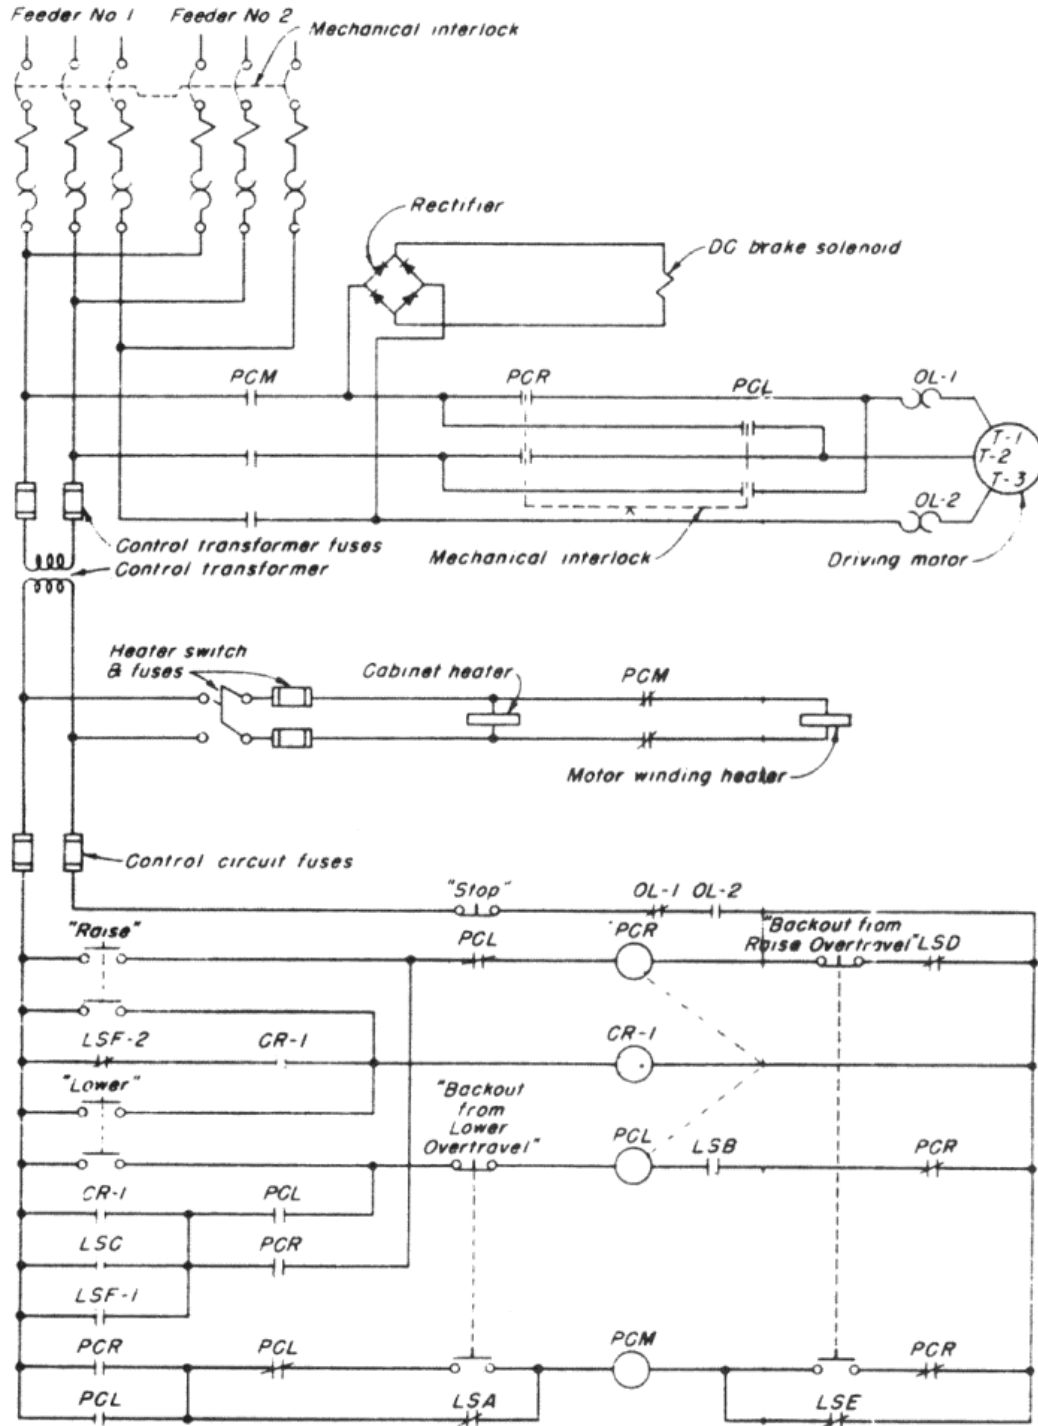 Feeder No 1 Feeder No 2
Mechanical interlock
Rectifier
DC brake solenoid
PCM PCR PCL OL-1
T-1
T-2
T-3
OL-2
Control transformer fuses
Control transformer
Mechanical interlock
Driving motor
Heater switch
& fuses
Cabinet heater
PCM
Motor winding heater
Control circuit fuses
"Stop" OL-1 OL-2
"Raise" PCL PCR "Backout from
Raise Overtravel" LSD
LSF-2 CR-1 CR-1
"Lower"
"Backout
from
Lower
Overtravel"
PCL LSB PCR
CR-1 PCL
LSC PCR
LSF-1
PCR PCL PCM PCR
PCL LSA LSE